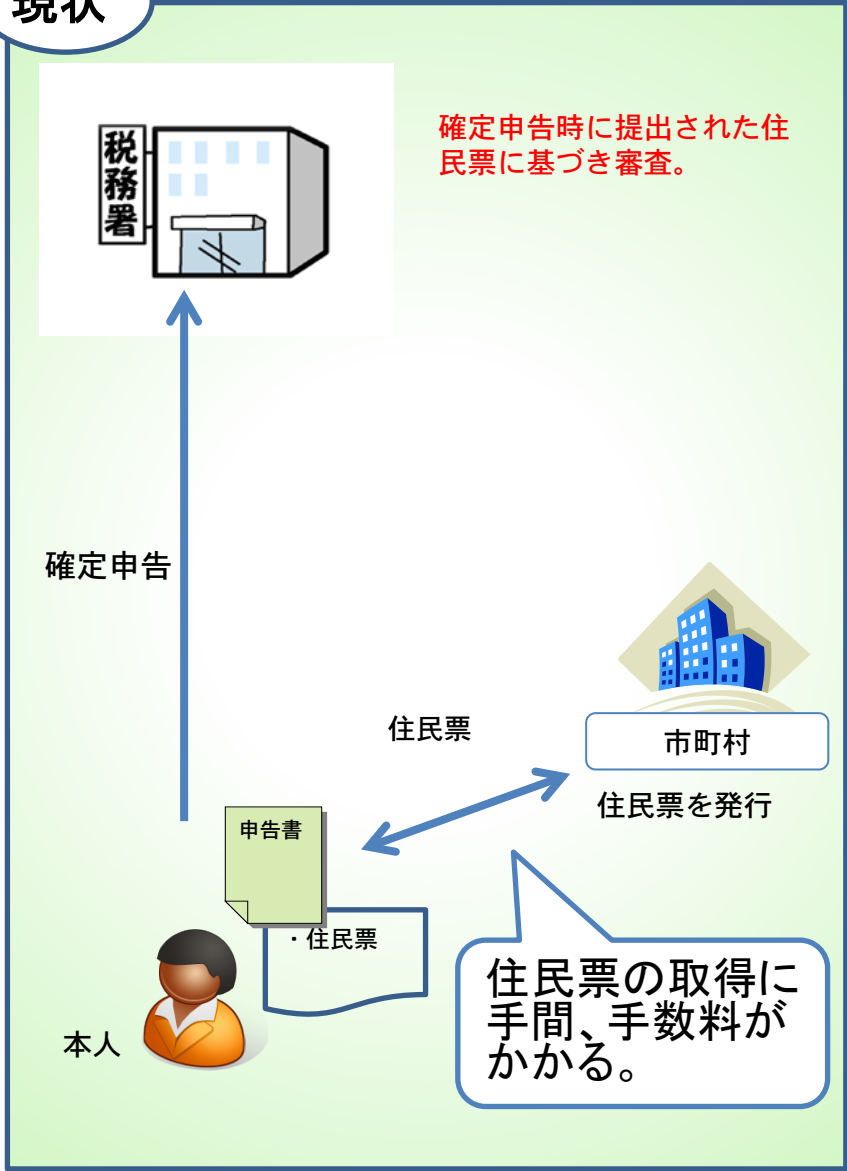 現状
税務署
確定申告時に提出された住
民票に基づき審査。
確定申告
住民票
市町村
住民票を発行
申告書
・住民票
本人
住民票の取得に
手間、手数料が
かかる。